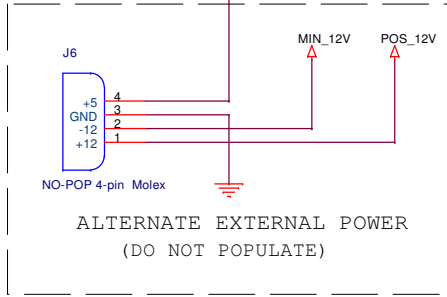 MIN_12V POS_12V
J6
+5 4
GND 3
-12 2
+12 1
NO-POP 4-pin Molex
ALTERNATE EXTERNAL POWER
(DO NOT POPULATE)